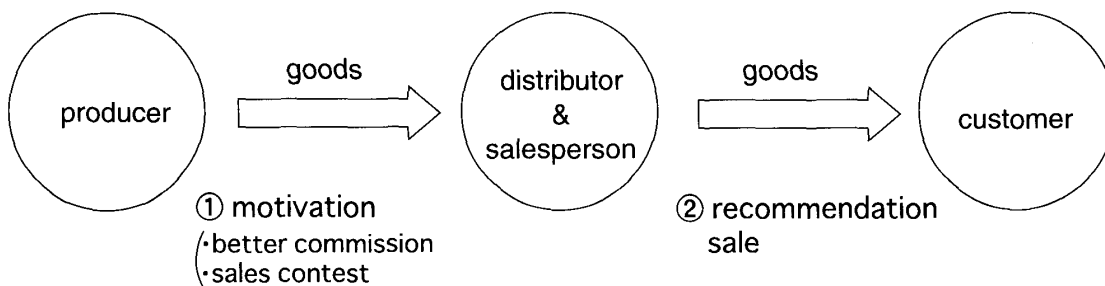 producer
goods
distributor
&
salesperson
goods
customer
① motivation
(·better commission
·sales contest
② recommendation
sale